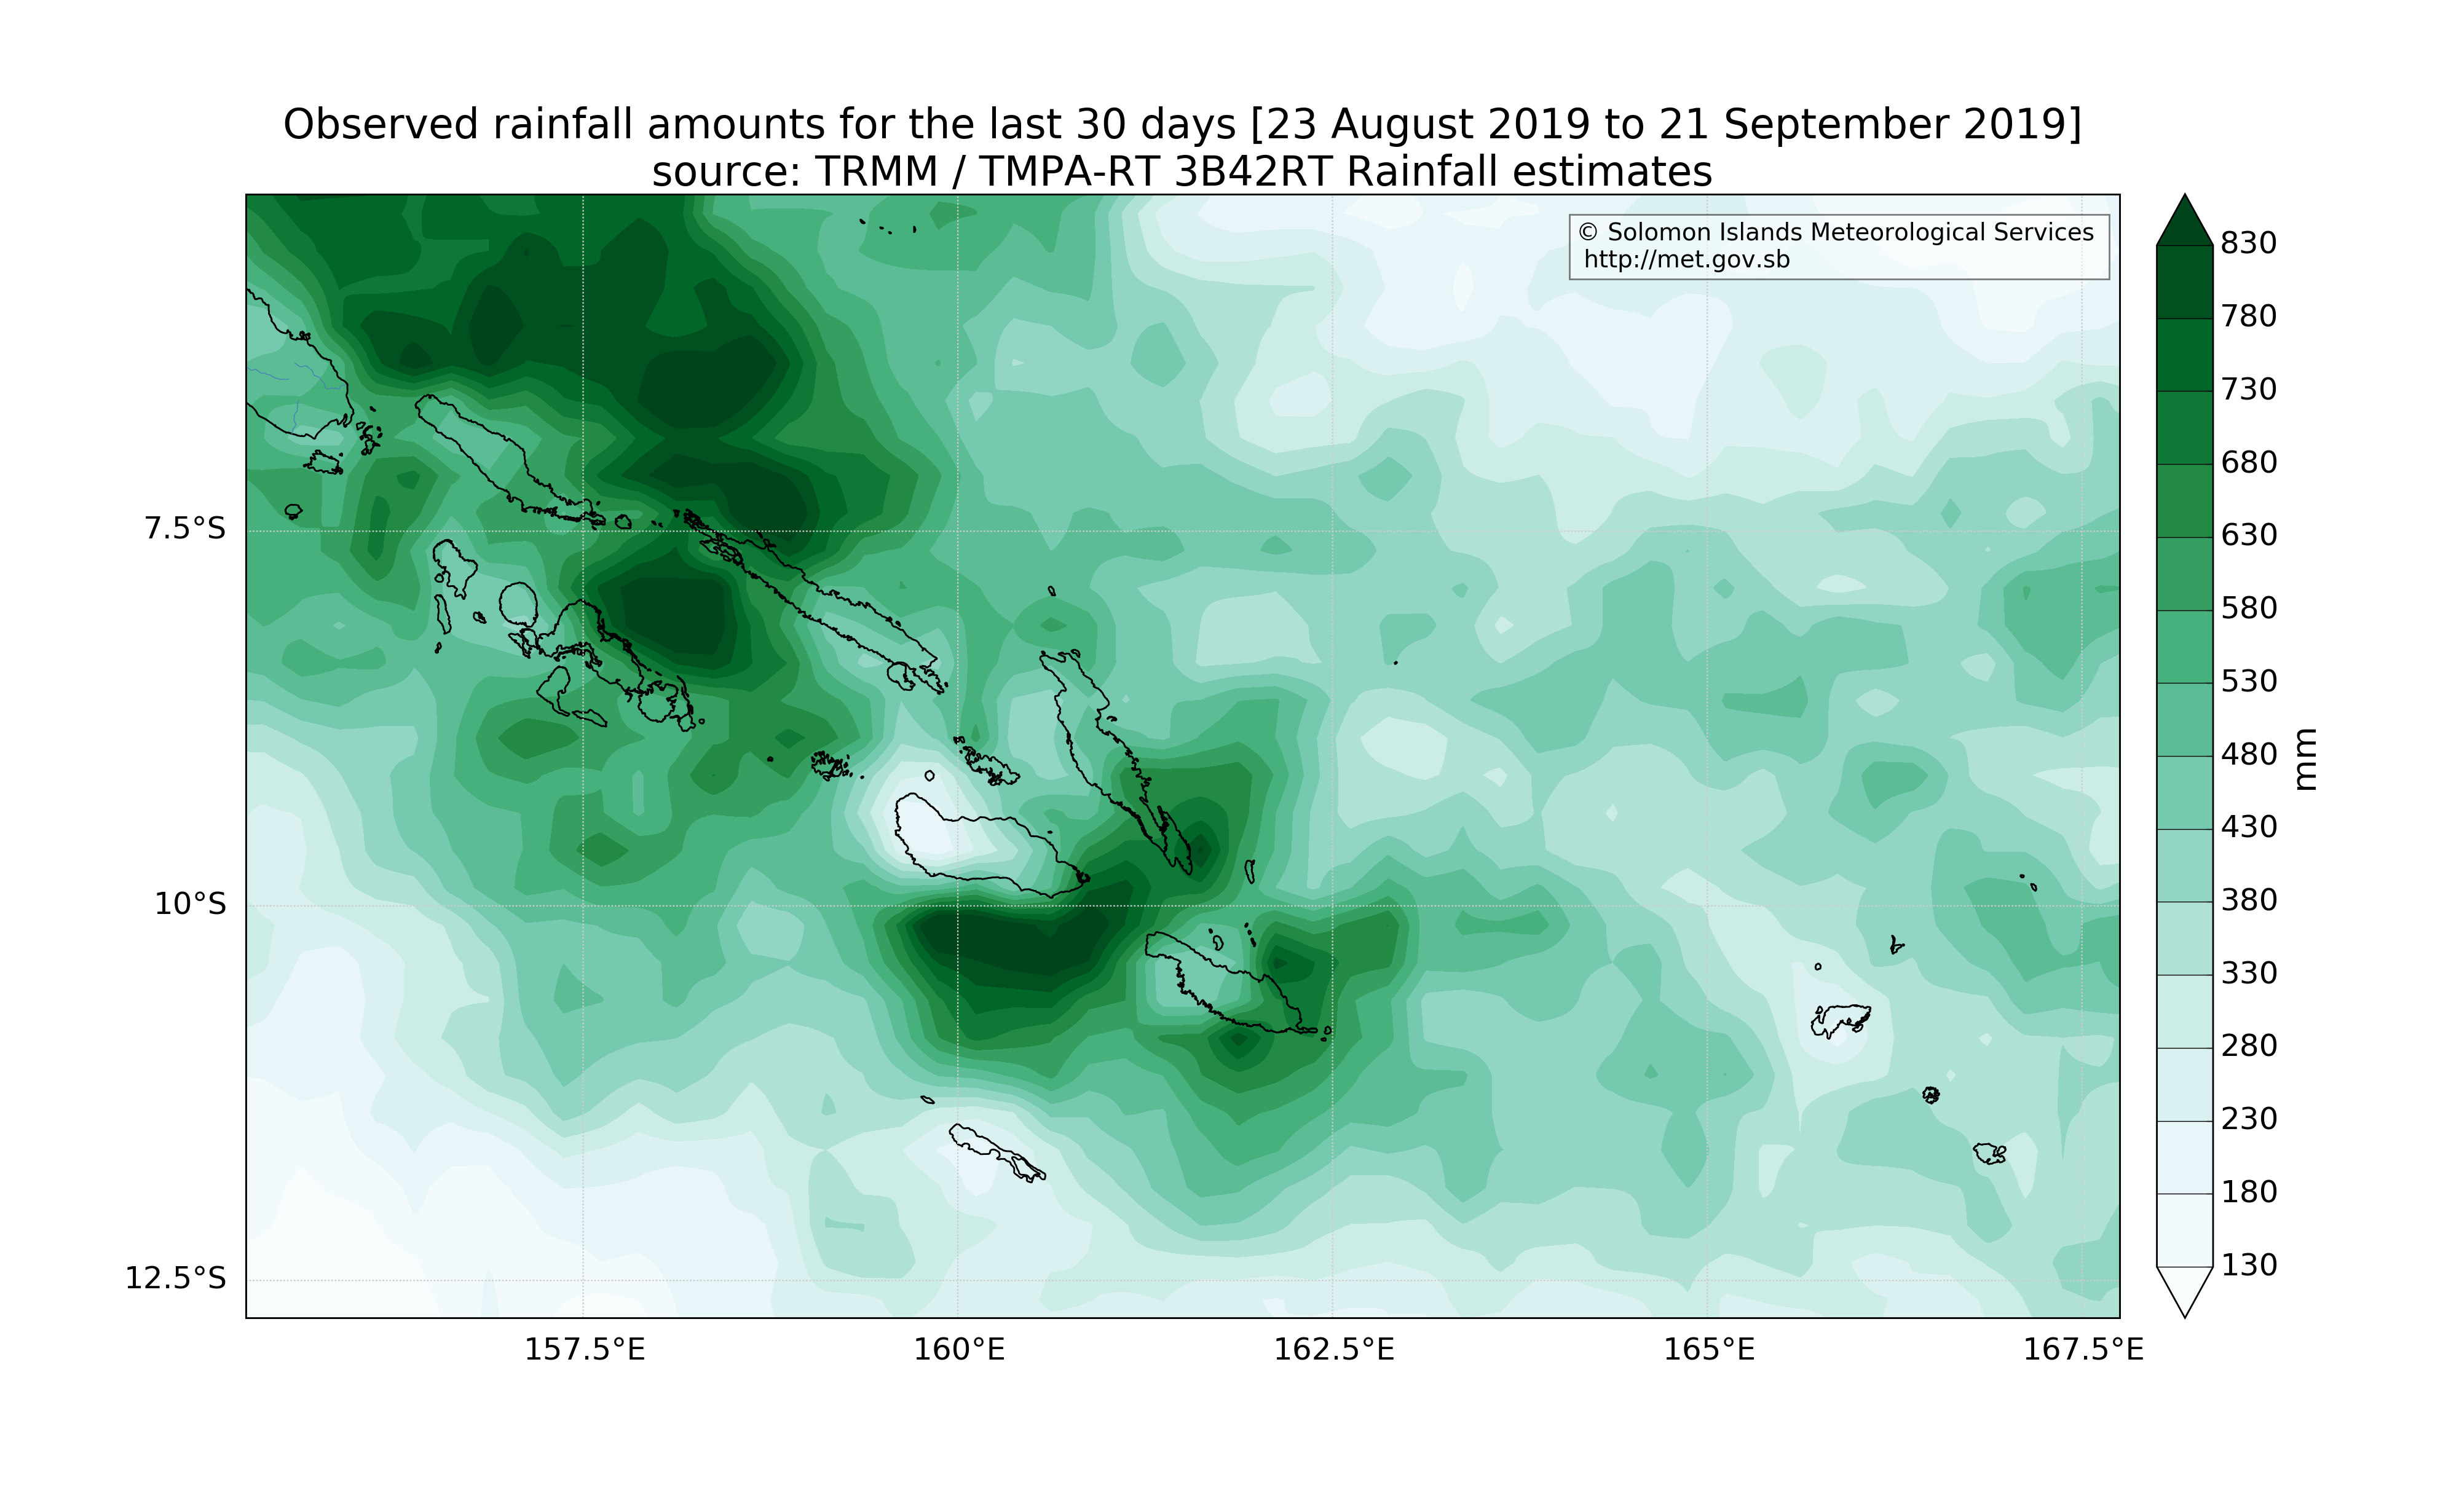 Observed rainfall amounts for the last 30 days [23 August 2019 to 21 September 2019]
source: TRMM / TMPA-RT 3B42RT Rainfall estimates
© Solomon Islands Meteorological Services
http://met.gov.sb
7.5°S
10°S
12.5°S
157.5°E
160°E
162.5°E
165°E
167.5°E
830
780
730
680
630
580
530
480
430
380
330
280
230
180
130
mm